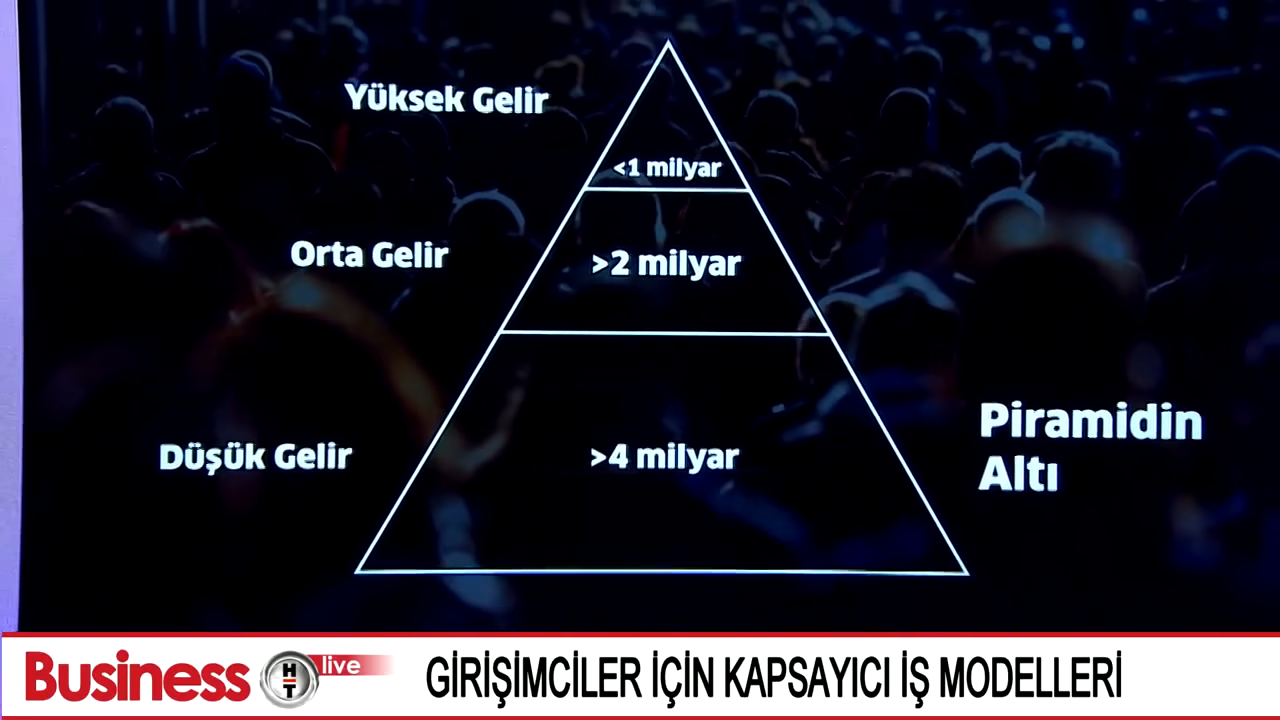 Yüksek Gelir
<1 milyar
Orta Gelir
>2 milyar
Düşük Gelir
>4 milyar
Piramidin
Altı
Business HT live
GİRİŞİMCİLER İÇİN KAPSAYICI İŞ MODELLERİ